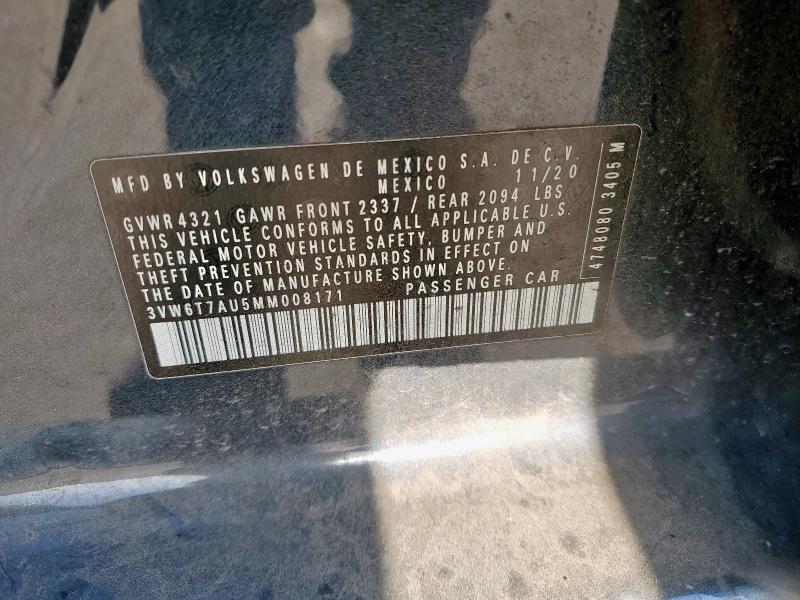 MFD BY VOLKSWAGEN DE MEXICO S.A. DE C.V.
MEXICO 11/20
GVWR 4321 GAWR FRONT 2337 / REAR 2094 LBS
THIS VEHICLE CONFORMS TO ALL APPLICABLE U.S.
FEDERAL MOTOR VEHICLE SAFETY, BUMPER AND
THEFT PREVENTION STANDARDS IN EFFECT ON
THE DATE OF MANUFACTURE SHOWN ABOVE.
3VW6T7AU5MM008171 PASSENGER CAR
4748080 3405 M